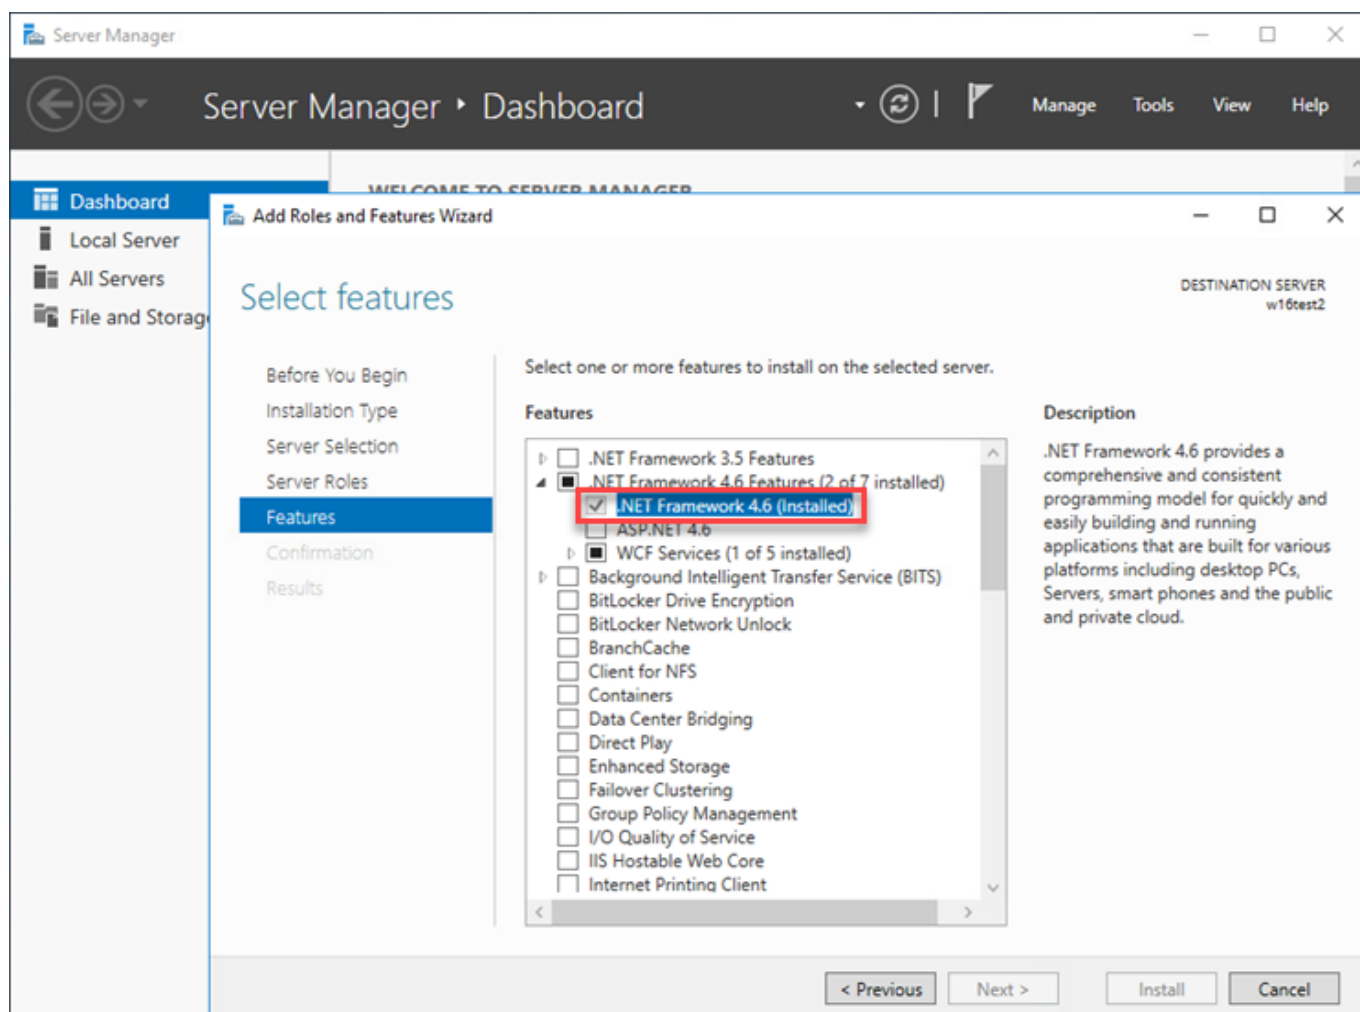 Server Manager
Server Manager ‣ Dashboard
Manage Tools View Help
WELCOME TO SERVER MANAGER
Dashboard
Local Server
All Servers
File and Storag
Add Roles and Features Wizard
Select features
DESTINATION SERVER
w16test2
Before You Begin
Installation Type
Server Selection
Server Roles
Features
Confirmation
Results
Select one or more features to install on the selected server.
Features
.NET Framework 3.5 Features
.NET Framework 4.6 Features (2 of 7 installed)
.NET Framework 4.6 (Installed)
ASP.NET 4.6
WCF Services (1 of 5 installed)
Background Intelligent Transfer Service (BITS)
BitLocker Drive Encryption
BitLocker Network Unlock
BranchCache
Client for NFS
Containers
Data Center Bridging
Direct Play
Enhanced Storage
Failover Clustering
Group Policy Management
I/O Quality of Service
IIS Hostable Web Core
Internet Printing Client
Description
.NET Framework 4.6 provides a
comprehensive and consistent
programming model for quickly and
easily building and running
applications that are built for various
platforms including desktop PCs,
Servers, smart phones and the public
and private cloud.
< Previous
Next >
Install
Cancel